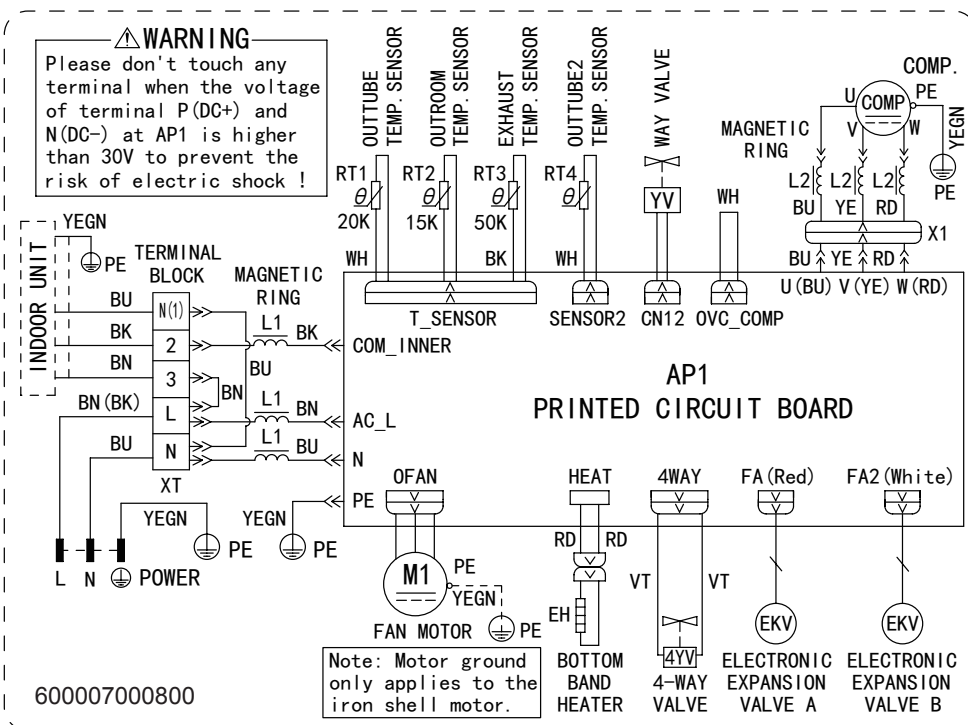 WARNING
Please don't touch any
terminal when the voltage
of terminal P(DC+) and
N(DC-) at AP1 is higher
than 30V to prevent the
risk of electric shock !
OUTTUBE
TEMP. SENSOR
OUTROOM
TEMP. SENSOR
EXHAUST
TEMP. SENSOR
OUTTUBE2
TEMP. SENSOR
WAY VALVE
COMP.
U COMP PE
V W
YEGN
PE
MAGNETIC
RING
L2 L2 L2
BU YE RD
X1
BU YE RD
U(BU) V(YE) W(RD)
RT1 RT2 RT3 RT4
θ θ θ θ
20K 15K 50K
YV
WH
WH BK WH
T_SENSOR SENSOR2 CN12 OVC_COMP
YEGN
PE
INDOOR UNIT
TERMINAL
BLOCK
MAGNETIC
RING
BU N(1)
L1
BK 2 BK COM_INNER
BU
BN 3
BN
L1
BN(BK) L BN AC_L
L1
BU N BU N
XT
PE
YEGN YEGN
PE PE
L N POWER
AP1
PRINTED CIRCUIT BOARD
OFAN HEAT 4WAY FA(Red) FA2(White)
RD RD
M1 PE
YEGN
PE
FAN MOTOR
VT VT
EH
4YV
EKV EKV
Note: Motor ground
only applies to the
iron shell motor.
BOTTOM
BAND
HEATER
4-WAY
VALVE
ELECTRONIC
EXPANSION
VALVE A
ELECTRONIC
EXPANSION
VALVE B
600007000800